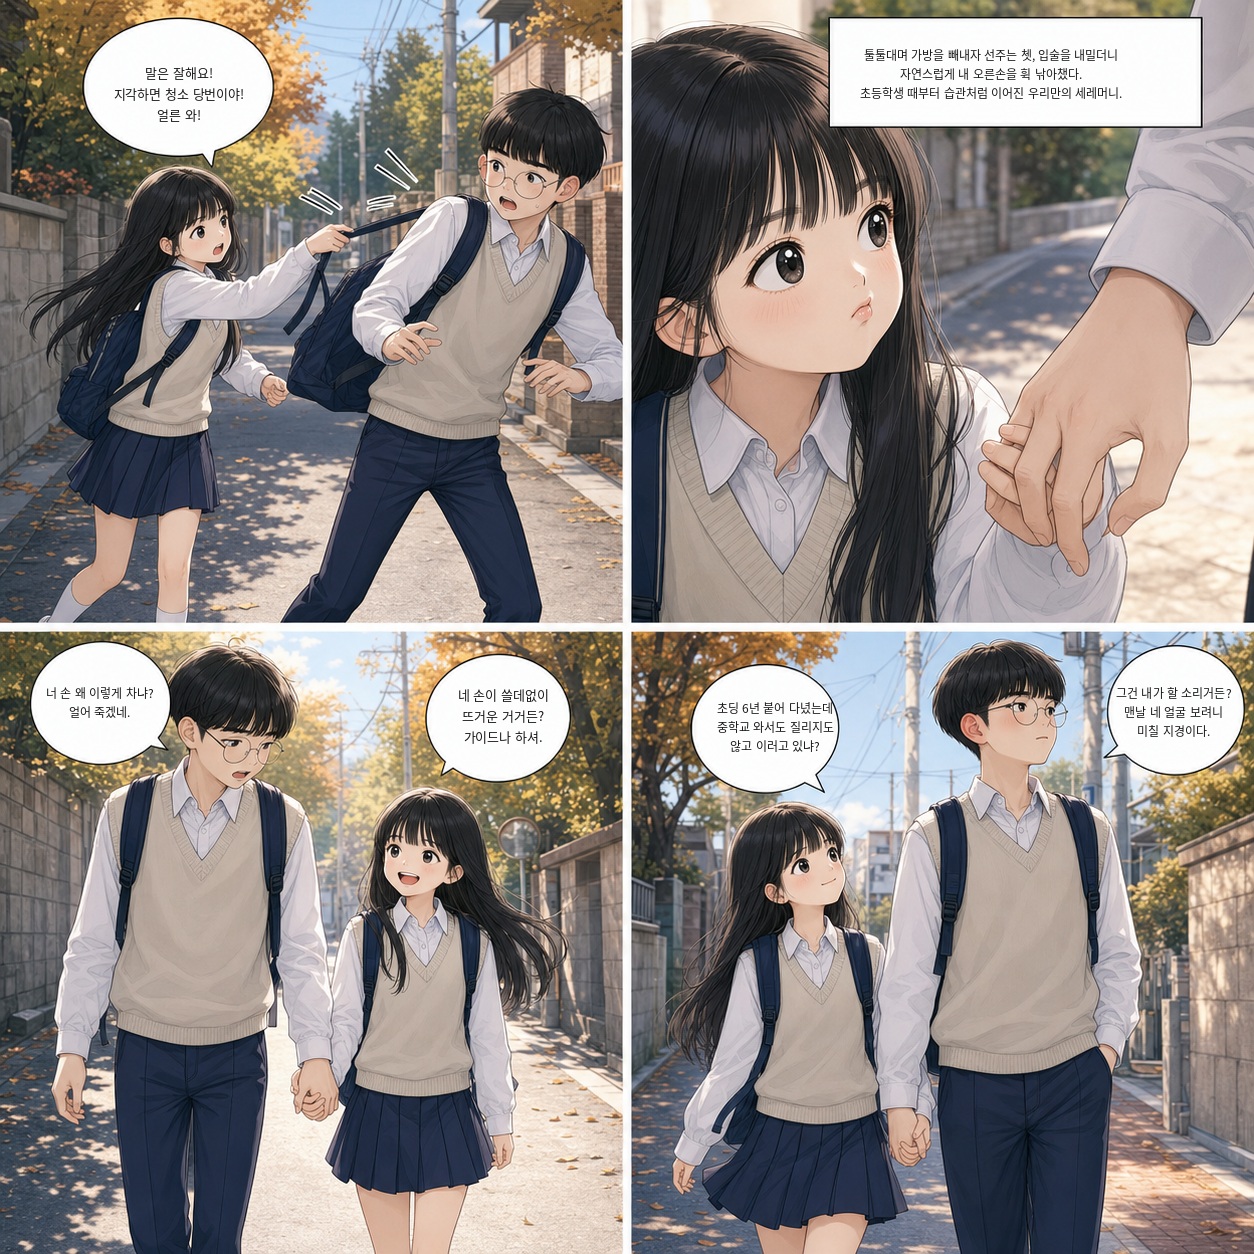 말은 잘해요!
지각하면 청소 당번이야!
얼른 와!
툴툴대며 가방을 빼내자 선주는 쳇, 입술을 내밀더니
자연스럽게 내 오른손을 휙 낚아챘다.
초등학생 때부터 습관처럼 이어진 우리만의 세레머니.
너 손 왜 이렇게 차냐?
얼어 죽겠네.
네 손이 쓸데없이
뜨거운 거거든?
가이드나 하셔.
초딩 6년 붙어 다녔는데
중학교 와서도 질리지도
않고 이러고 있냐?
그건 내가 할 소리거든?
맨날 네 얼굴 보려니
미칠 지경이다.